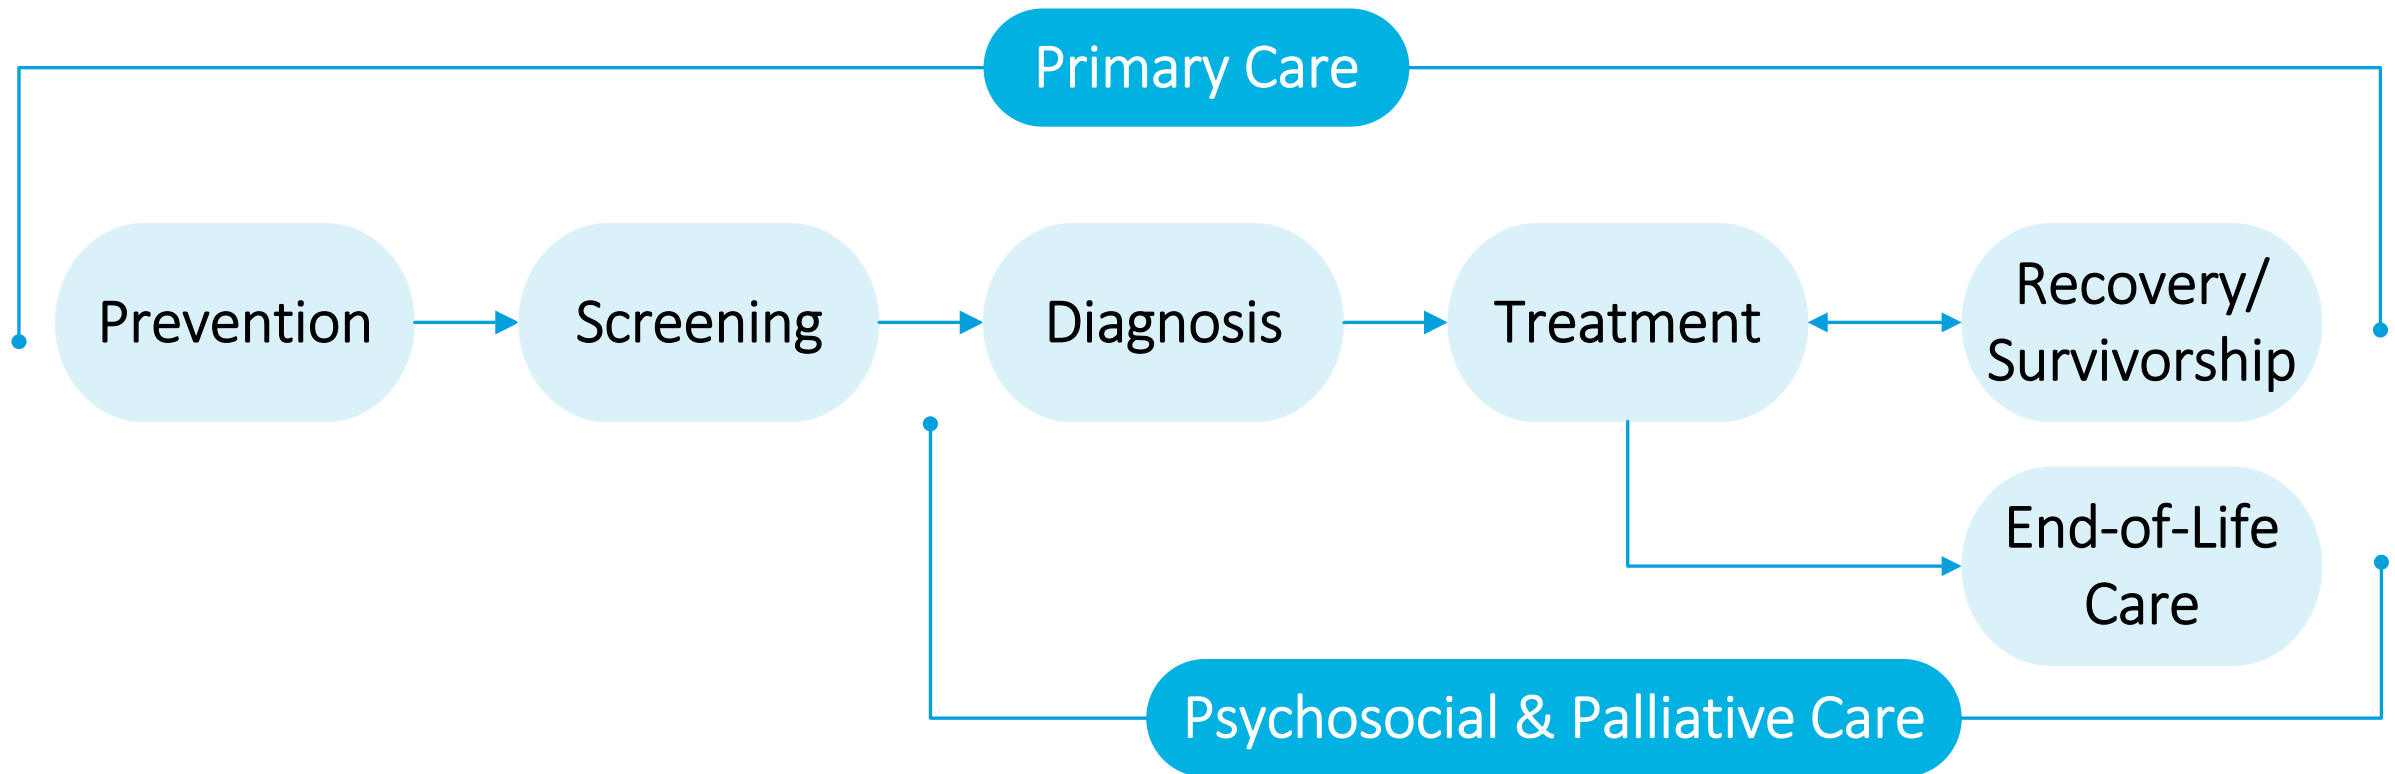 Primary Care
Prevention
Screening
Diagnosis
Treatment
Recovery/
Survivorship
End-of-Life
Care
Psychosocial & Palliative Care